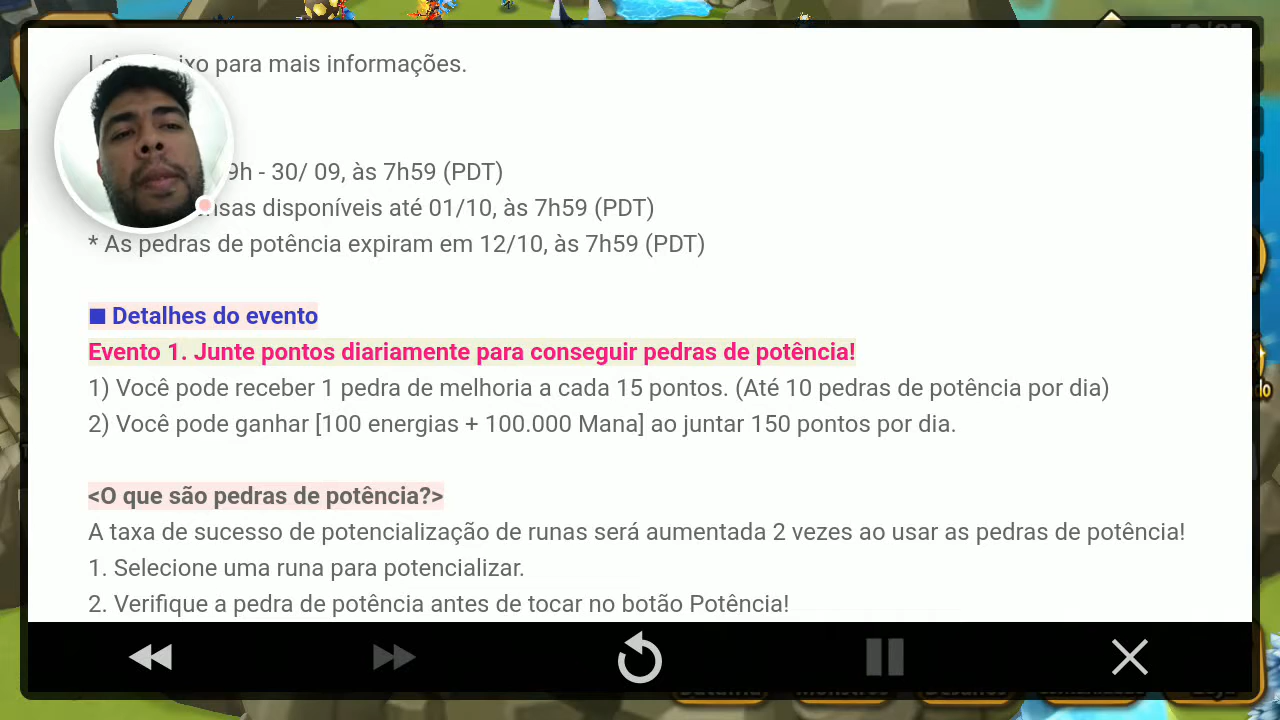 para mais informações.
9h - 30/ 09, às 7h59 (PDT)
disponíveis até 01/10, às 7h59 (PDT)
* As pedras de potência expiram em 12/10, às 7h59 (PDT)
■ Detalhes do evento
Evento 1. Junte pontos diariamente para conseguir pedras de potência!
1) Você pode receber 1 pedra de melhoria a cada 15 pontos. (Até 10 pedras de potência por dia)
2) Você pode ganhar [100 energias + 100.000 Mana] ao juntar 150 pontos por dia.
<O que são pedras de potência?>
A taxa de sucesso de potencialização de runas será aumentada 2 vezes ao usar as pedras de potência!
1. Selecione uma runa para potencializar.
2. Verifique a pedra de potência antes de tocar no botão Potência!